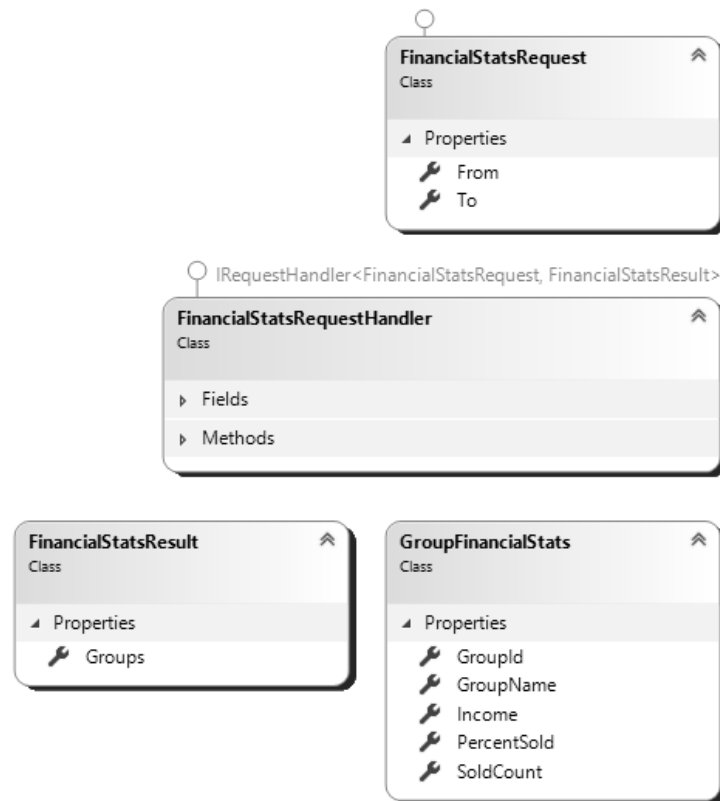 FinancialStatsRequest
Class
Properties
From
To
IRequestHandler<FinancialStatsRequest, FinancialStatsResult>
FinancialStatsRequestHandler
Class
Fields
Methods
FinancialStatsResult
Class
Properties
Groups
GroupFinancialStats
Class
Properties
GroupId
GroupName
Income
PercentSold
SoldCount